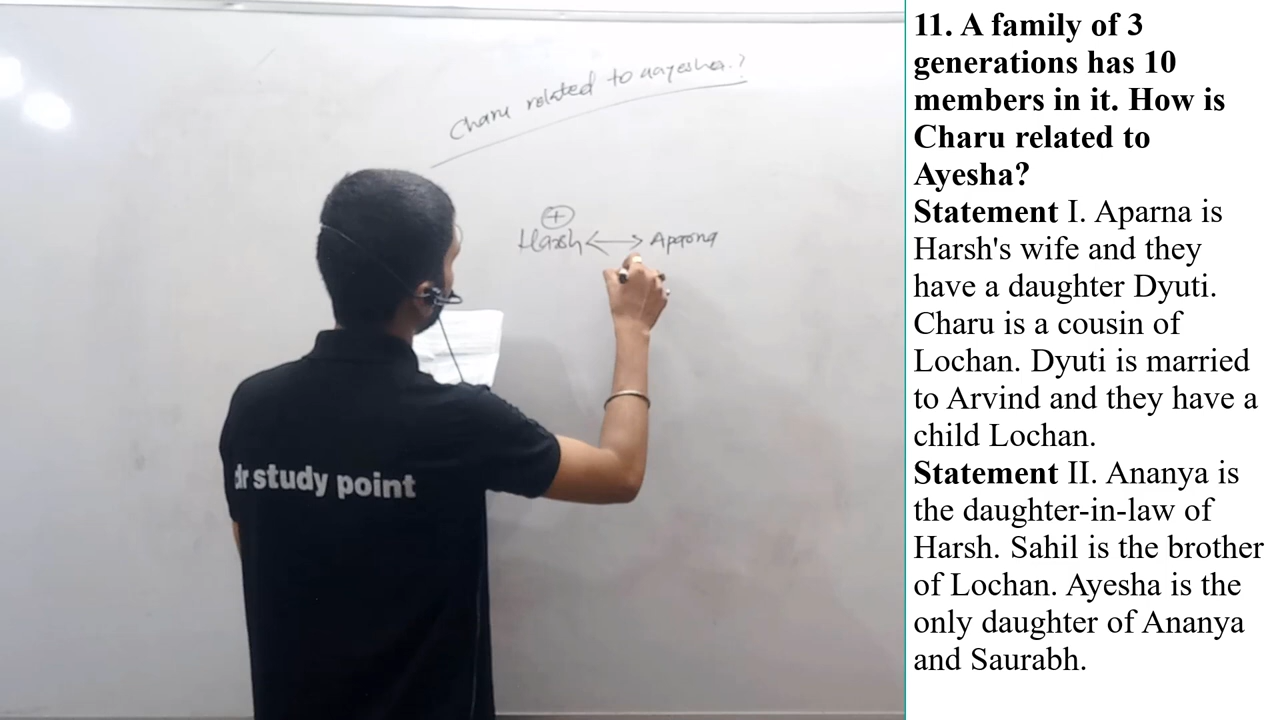 Charu related to aayesha.?
+
Harsh <-> Aparna
dr study point
11. A family of 3
generations has 10
members in it. How is
Charu related to
Ayesha?
Statement I. Aparna is
Harsh's wife and they
have a daughter Dyuti.
Charu is a cousin of
Lochan. Dyuti is married
to Arvind and they have a
child Lochan.
Statement II. Ananya is
the daughter-in-law of
Harsh. Sahil is the brother
of Lochan. Ayesha is the
only daughter of Ananya
and Saurabh.